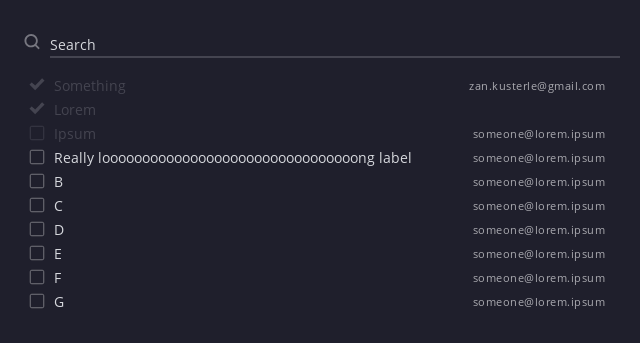 Search
Something zan.kusterle@gmail.com
Lorem
Ipsum someone@lorem.ipsum
Really loooooooooooooooooooooooooooooooong label someone@lorem.ipsum
B someone@lorem.ipsum
C someone@lorem.ipsum
D someone@lorem.ipsum
E someone@lorem.ipsum
F someone@lorem.ipsum
G someone@lorem.ipsum